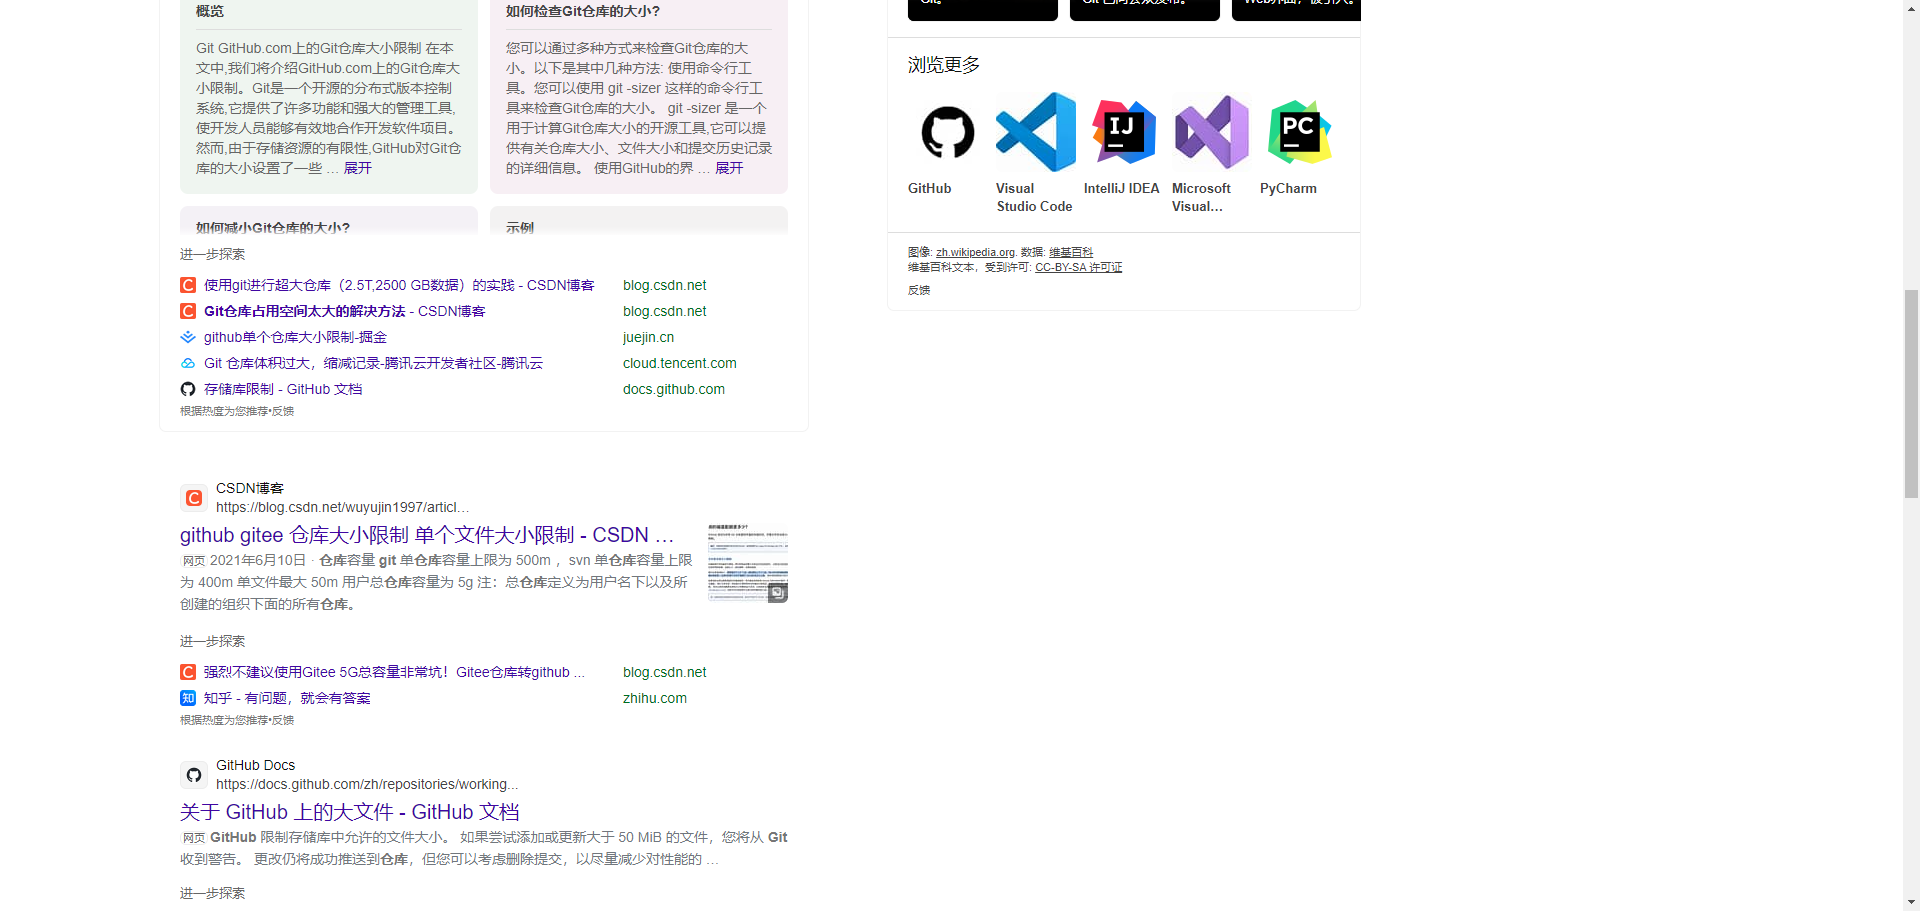 概览
Git GitHub.com上的Git仓库大小限制 在本
文中,我们将介绍GitHub.com上的Git仓库大
小限制。Git是一个开源的分布式版本控制
系统,它提供了许多功能和强大的管理工具,
使开发人员能够有效地合作开发软件项目。
然而,由于存储资源的有限性,GitHub对Git仓
库的大小设置了一些 ... 展开
如何检查Git仓库的大小?
您可以通过多种方式来检查Git仓库的大
小。以下是其中几种方法: 使用命令行工
具。您可以使用 git -sizer 这样的命令行工
具来检查Git仓库的大小。 git -sizer 是一个
用于计算Git仓库大小的开源工具,它可以提
供有关仓库大小、文件大小和提交历史记录
的详细信息。 使用GitHub的界 ... 展开
如何减小Git仓库的大小?
示例
进一步探索
使用git进行超大仓库（2.5T,2500 GB数据）的实践 - CSDN博客 blog.csdn.net
Git仓库占用空间太大的解决方法 - CSDN博客 blog.csdn.net
github单个仓库大小限制-掘金 juejin.cn
Git 仓库体积过大，缩减记录-腾讯云开发者社区-腾讯云 cloud.tencent.com
存储库限制 - GitHub 文档 docs.github.com
根据热度为您推荐•反馈
CSDN博客
https://blog.csdn.net/wuyujin1997/articl...
github gitee 仓库大小限制 单个文件大小限制 - CSDN ...
网页 2021年6月10日 · 仓库容量 git 单仓库容量上限为 500m ，svn 单仓库容量上限
为 400m 单文件最大 50m 用户总仓库容量为 5g 注：总仓库定义为用户名下以及所
创建的组织下面的所有仓库。
进一步探索
强烈不建议使用Gitee 5G总容量非常坑！Gitee仓库转github ... blog.csdn.net
知乎 - 有问题，就会有答案 zhihu.com
根据热度为您推荐•反馈
GitHub Docs
https://docs.github.com/zh/repositories/working...
关于 GitHub 上的大文件 - GitHub 文档
网页 GitHub 限制存储库中允许的文件大小。 如果尝试添加或更新大于 50 MiB 的文件，您将从 Git
收到警告。 更改仍将成功推送到仓库，但您可以考虑删除提交，以尽量减少对性能的 ...
进一步探索
浏览更多
GitHub
Visual
Studio Code
IntelliJ IDEA
Microsoft
Visual...
PyCharm
图像: zh.wikipedia.org. 数据: 维基百科
维基百科文本，受到许可: CC-BY-SA 许可证
反馈